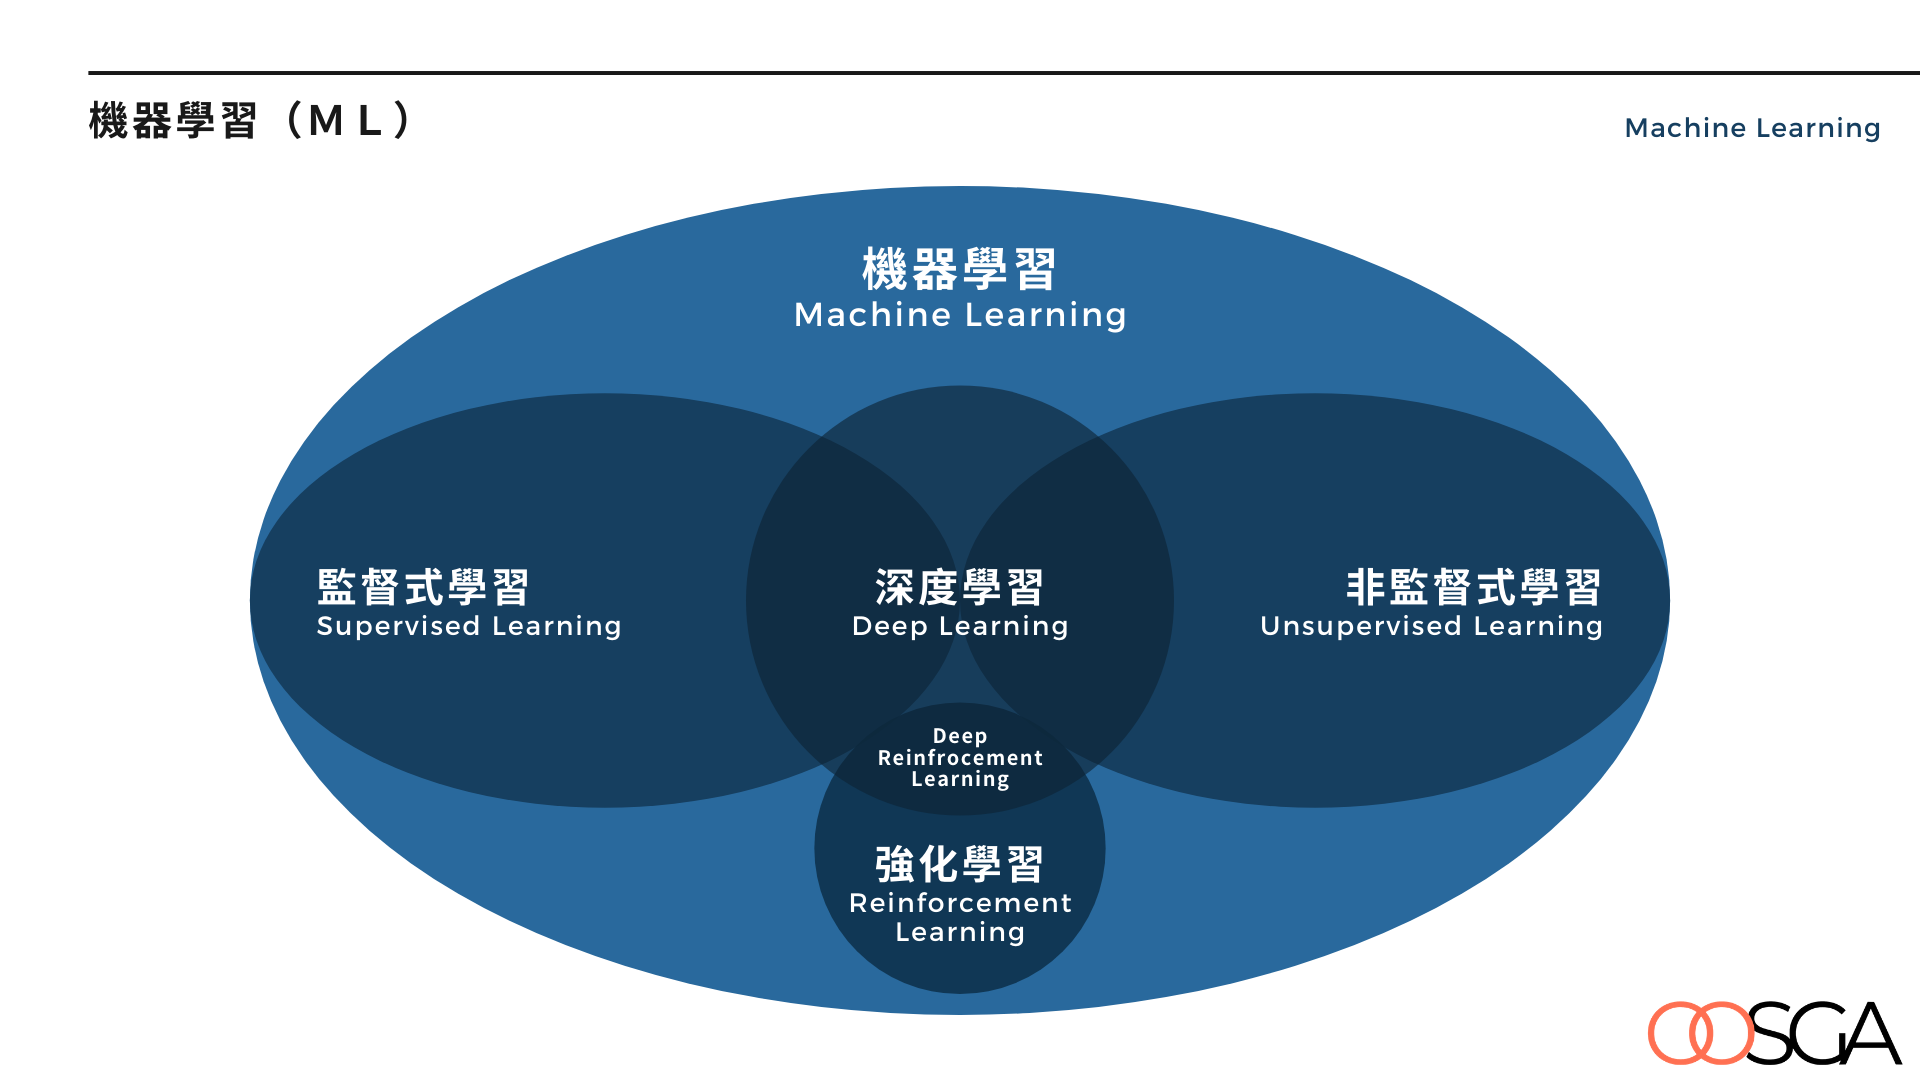 機器學習（ＭＬ）
Machine Learning
機器學習
Machine Learning
監督式學習
Supervised Learning
深度學習
Deep Learning
非監督式學習
Unsupervised Learning
Deep
Reinfrocement
Learning
強化學習
Reinforcement
Learning
OOSGA